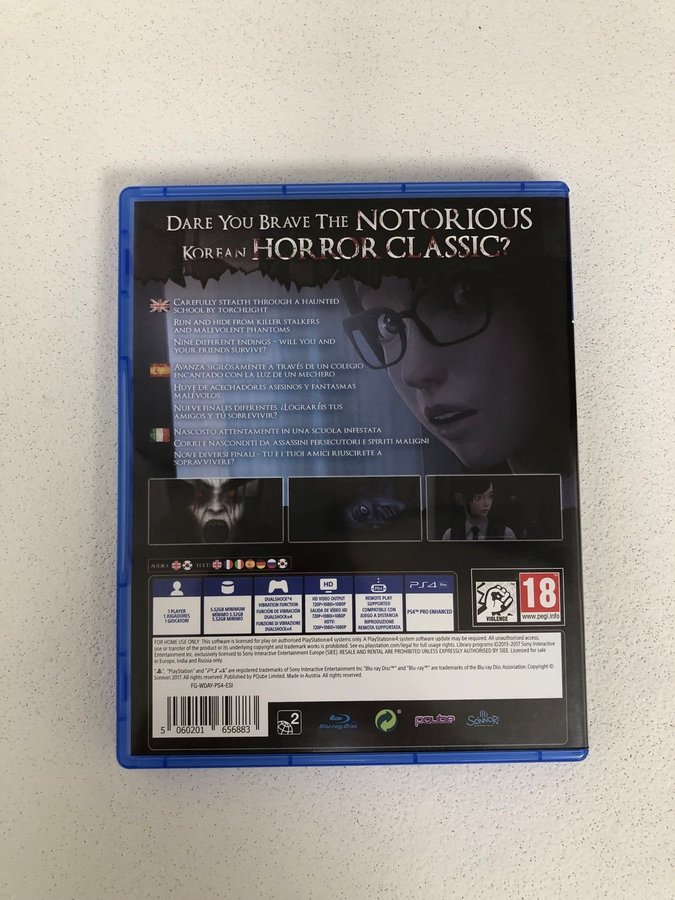 DARE YOU BRAVE THE NOTORIOUS
KOREAN HORROR CLASSIC?
CAREFULLY STEALTH THROUGH A HAUNTED
SCHOOL BY TORCHLIGHT
RUN AND HIDE FROM KILLER STALKERS
AND MALEVOLENT PHANTOMS
NINE DIFFERENT ENDINGS – WILL YOU AND
YOUR FRIENDS SURVIVE?
AVANZA SIGILOSAMENTE A TRAVÉS DE UN COLEGIO
ENCANTADO CON LA LUZ DE UN MECHERO
HUYE DE ACECHADORES ASESINOS Y FANTASMAS
MALÉVOLOS
NUEVE FINALES DIFERENTES. ¿LOGRARÉIS TUS
AMIGOS Y TU SOBREVIVIR?
NASCOSTO ATTENTAMENTE IN UNA SCUOLA INFESTATA
CORRI E NASCONDITI DA ASSASSINI PERSECUTORI E SPIRITI MALIGNI
NOVE DIVERSI FINALI - TU E I TUOI AMICI RIUSCIRETE A
SOPRAVVIVERE?
AUDIO: TEXT:
1 PLAYER
1 JUGADORES
1 GIOCATORI
5.52GB MINIMUM
MÍNIMO 5.52GB
5.52GB MINIMO
DUALSHOCK®4
VIBRATION FUNCTION
FUNCIÓN DE VIBRACIÓN
DUALSHOCK®4
FUNZIONE DI VIBRAZIONE
DUALSHOCK®4
HD
HD VIDEO OUTPUT
720P•1080i•1080P
SALIDA DE VÍDEO HD
720P•1080i•1080P
HDTV:
720P•1080i•1080P
REMOTE PLAY
SUPPORTED
COMPATIBLE CON
JUEGO A DISTANCIA
RIPRODUZIONE
REMOTA SUPPORTATA
PS4 PRO
PS4™ PRO ENHANCED
VIOLENCE
18
www.pegi.info
FOR HOME USE ONLY: This software is licensed for play on authorised PlayStation®4 systems only. A PlayStation®4 system software update may be required. All unauthorised access,
use or transfer of the product or its underlying copyright and trademark works is prohibited. See eu.playstation.com/legal for full usage rights. Library programs ©2013-2017 Sony Interactive
Entertainment Inc. exclusively licensed to Sony Interactive Entertainment Europe (SIEE). RESALE AND RENTAL ARE PROHIBITED UNLESS EXPRESSLY AUTHORISED BY SIEE. Licensed for sale
in Europe, India and Russia only.
"PlayStation" and "PS4" are registered trademarks of Sony Interactive Entertainment Inc. "Blu-ray Disc™" and "Blu-ray™" are trademarks of the Blu-ray Disc Association. Copyright ©
Sonnori 2017. All rights reserved. Published by PQube Limited. Made in Austria. All rights reserved.
FG-WDAY-PS4-ESI
5 060201 656883
2
Blu-ray Disc
PQube
SONNORI